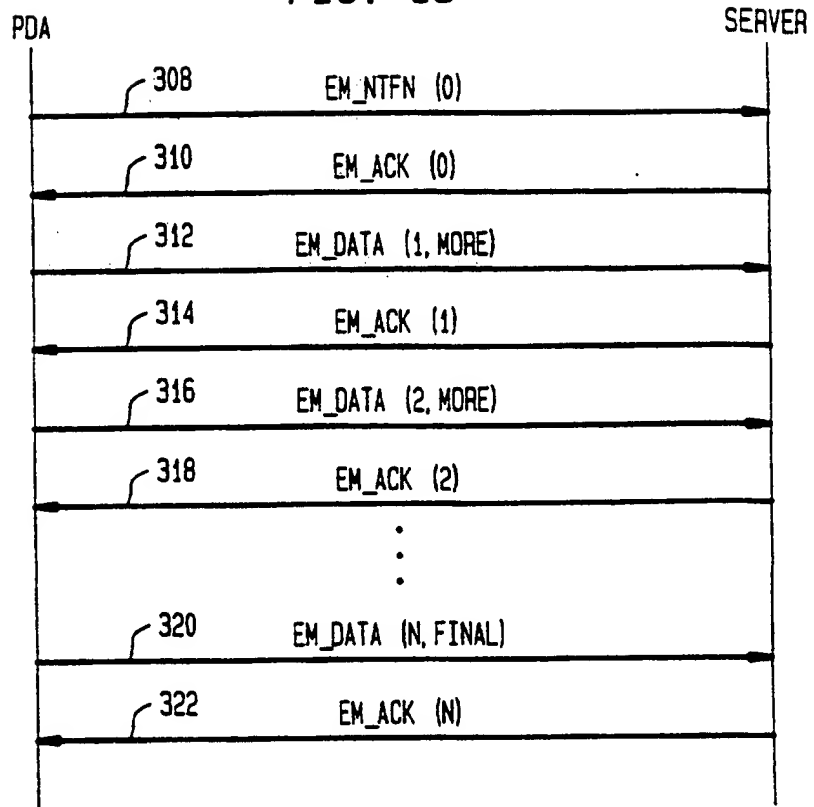 PDA
SERVER
308
EM_NTFN (0)
310
EM_ACK (0)
312
EM_DATA (1, MORE)
314
EM_ACK (1)
316
EM_DATA (2, MORE)
318
EM_ACK (2)
320
EM_DATA (N, FINAL)
322
EM_ACK (N)